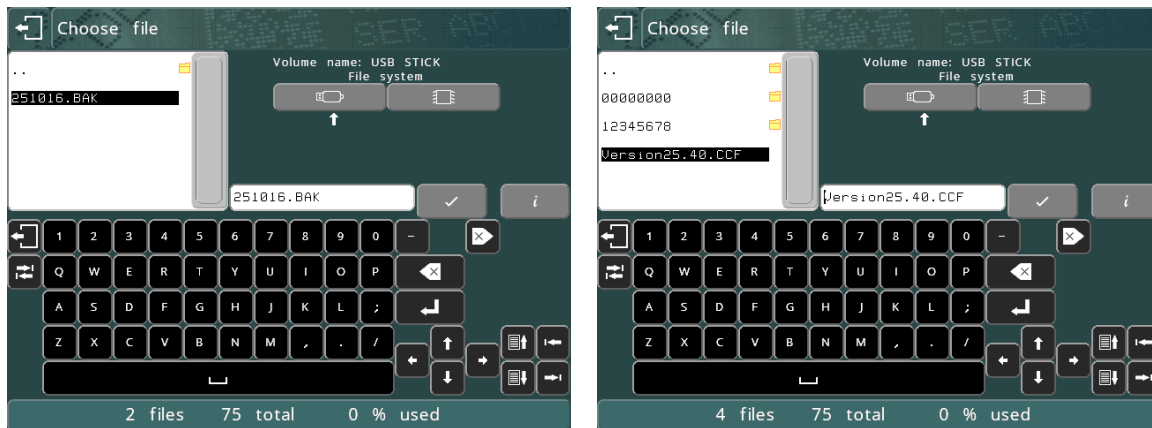 Choose file
Volume name: USB STICK
File system
..
251016.BAK
251016.BAK
i
1 2 3 4 5 6 7 8 9 0 -
Q W E R T Y U I O P
A S D F G H J K L ;
Z X C V B N M , . /
2 files 75 total 0 % used
Choose file
Volume name: USB STICK
File system
..
00000000
12345678
Version25.40.CCF
Version25.40.CCF
i
1 2 3 4 5 6 7 8 9 0 -
Q W E R T Y U I O P
A S D F G H J K L ;
Z X C V B N M , . /
4 files 75 total 0 % used